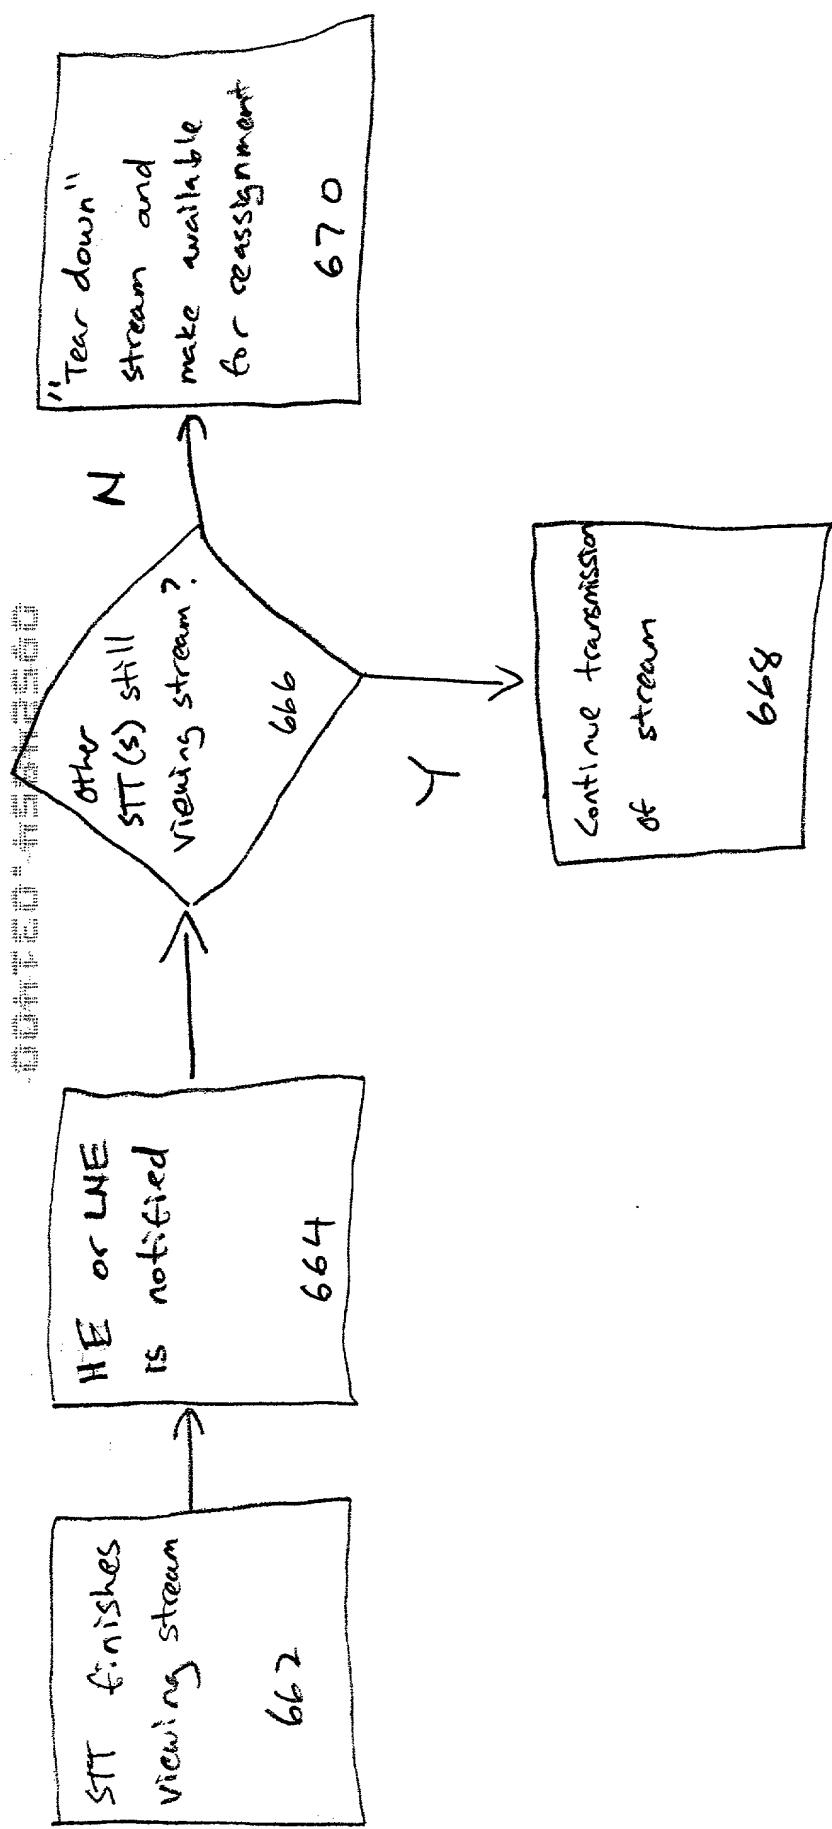 STT finishes
viewing stream
662
HE or LNE
is notified
664
Other
STT(s) still
viewing stream?
666
N
"Tear down"
stream and
make available
for reassignment
670
Y
Continue transmission
of stream
668